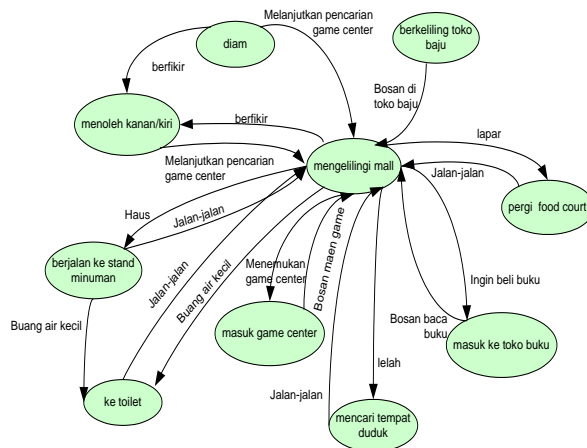 Melanjutkan pencarian
game center
diam
berkeliling toko
baju
berfikir
Bosan di
toko baju
menoleh kanan/kiri
berfikir
lapar
Melanjutkan pencarian
game center
mengelilingi mall
Jalan-jalan
pergi food court
Haus
Jalan-jalan
berjalan ke stand
minuman
Jalan-jalan
Buang air kecil
Menemukan
game center
Bosan maen game
Ingin beli buku
Buang air kecil
masuk game center
Bosan baca
buku
masuk ke toko buku
lelah
ke toilet
Jalan-jalan
mencari tempat
duduk